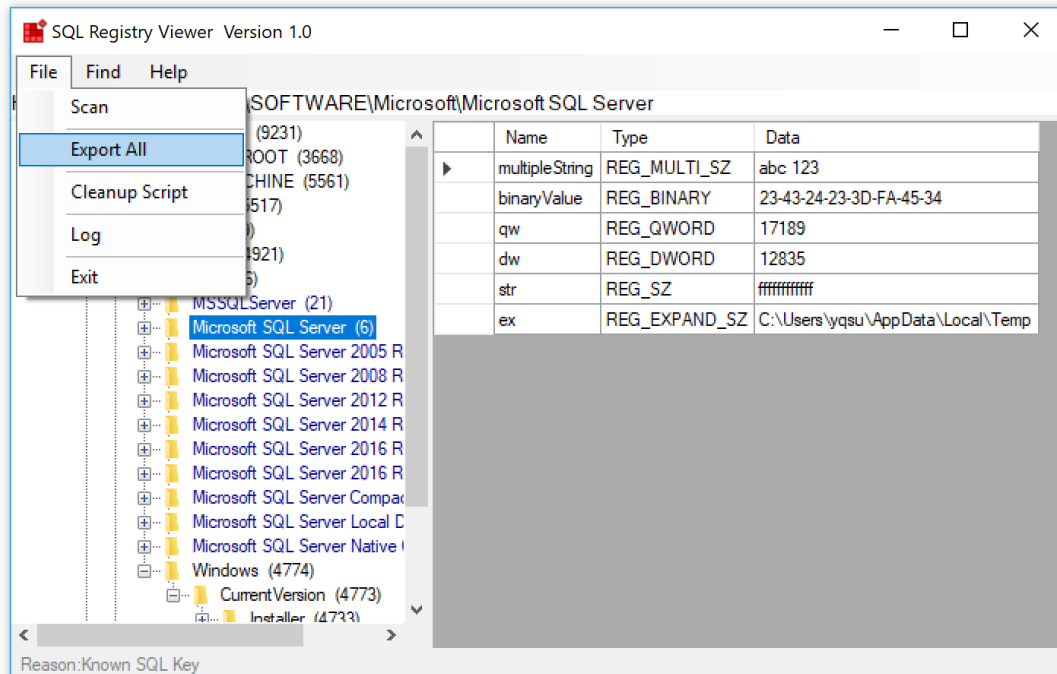 SQL Registry Viewer Version 1.0
File Find Help
\SOFTWARE\Microsoft\Microsoft SQL Server
Scan
Export All
Cleanup Script
Log
Exit
(9231)
ROOT (3668)
CHINE (5561)
5517)
)
4921)
6)
MSSQLServer (21)
Microsoft SQL Server (6)
Microsoft SQL Server 2005 R
Microsoft SQL Server 2008 R
Microsoft SQL Server 2012 R
Microsoft SQL Server 2014 R
Microsoft SQL Server 2016 R
Microsoft SQL Server 2016 R
Microsoft SQL Server Compac
Microsoft SQL Server Local D
Microsoft SQL Server Native
Windows (4774)
CurrentVersion (4773)
Installer (4733)
Name Type Data
multipleString REG_MULTI_SZ abc 123
binaryValue REG_BINARY 23-43-24-23-3D-FA-45-34
qw REG_QWORD 17189
dw REG_DWORD 12835
str REG_SZ ffffffffffff
ex REG_EXPAND_SZ C:\Users\yqsu\AppData\Local\Temp
Reason:Known SQL Key